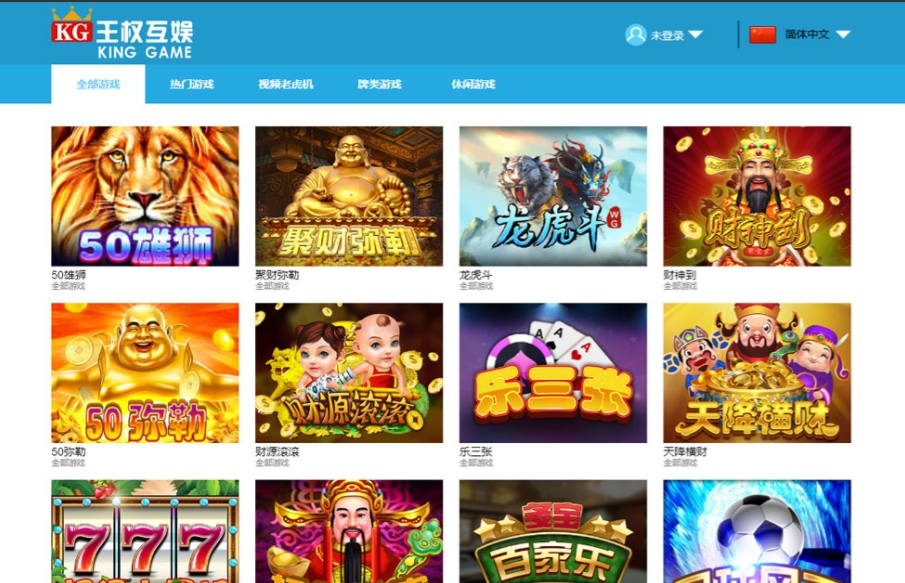 KG 王权互娱
KING GAME
未登录
简体中文
全部游戏 热门游戏 视频老虎机 牌类游戏 休闲游戏
50雄狮
聚财弥勒
龙虎斗
WG
财神到
50雄狮 聚财弥勒 龙虎斗 财神到
全部游戏 全部游戏 全部游戏 全部游戏
50弥勒
财源滚滚
A A
乐三张
天降横财
50弥勒 财源滚滚 乐三张 天降横财
全部游戏 全部游戏 全部游戏 全部游戏
777
多宝
百家乐